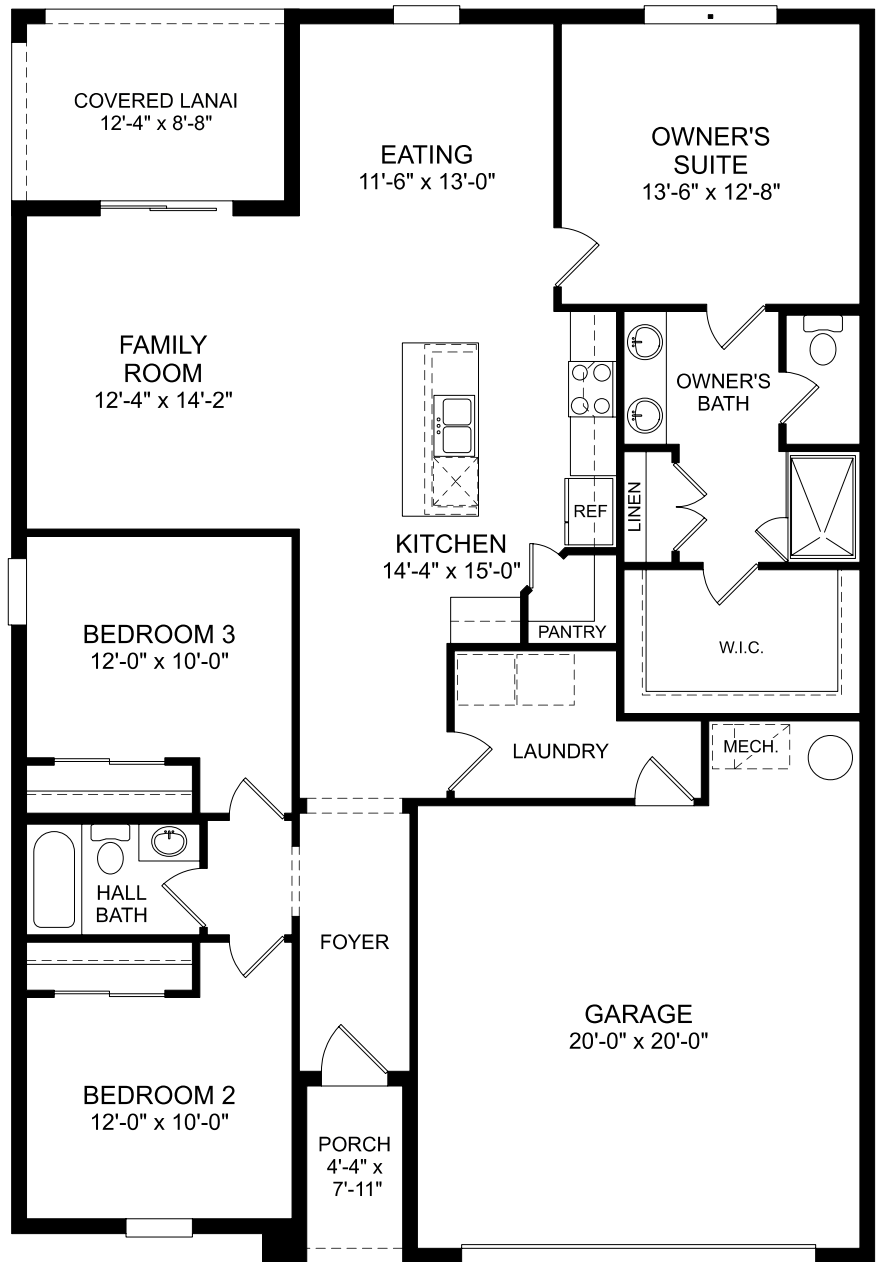 COVERED LANAI
12'-4" x 8'-8"
EATING
11'-6" x 13'-0"
OWNER'S
SUITE
13'-6" x 12'-8"
FAMILY
ROOM
12'-4" x 14'-2"
OWNER'S
BATH
LINEN
REF
KITCHEN
14'-4" x 15'-0"
PANTRY
BEDROOM 3
12'-0" x 10'-0"
W.I.C.
LAUNDRY
MECH.
HALL
BATH
FOYER
GARAGE
20'-0" x 20'-0"
BEDROOM 2
12'-0" x 10'-0"
PORCH
4'-4" x
7'-11"